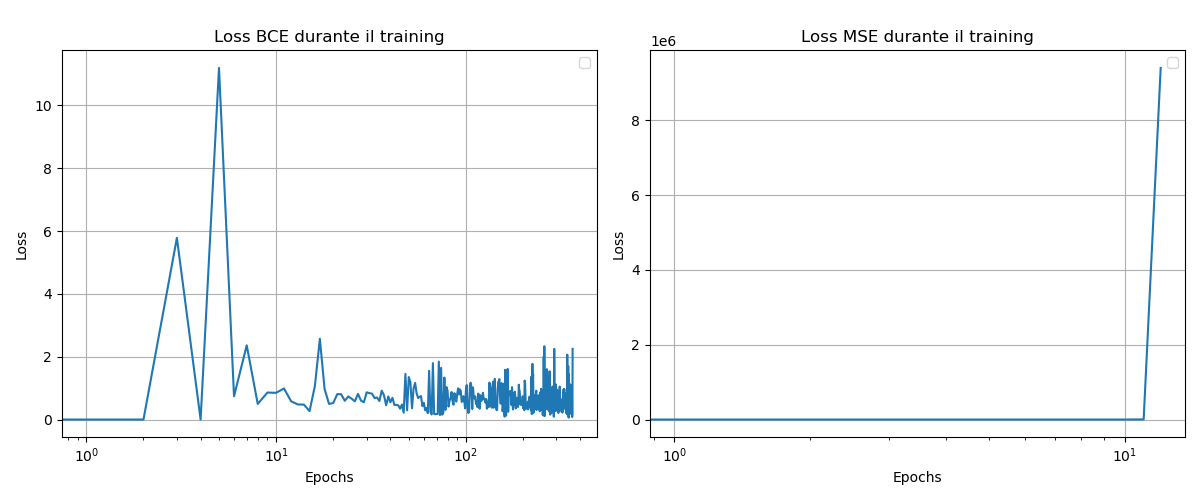 Loss BCE durante il training
Loss
10
8
6
4
2
0
10⁰
10¹
10²
Epochs
Loss MSE durante il training
1e6
Loss
8
6
4
2
0
10⁰
10¹
Epochs